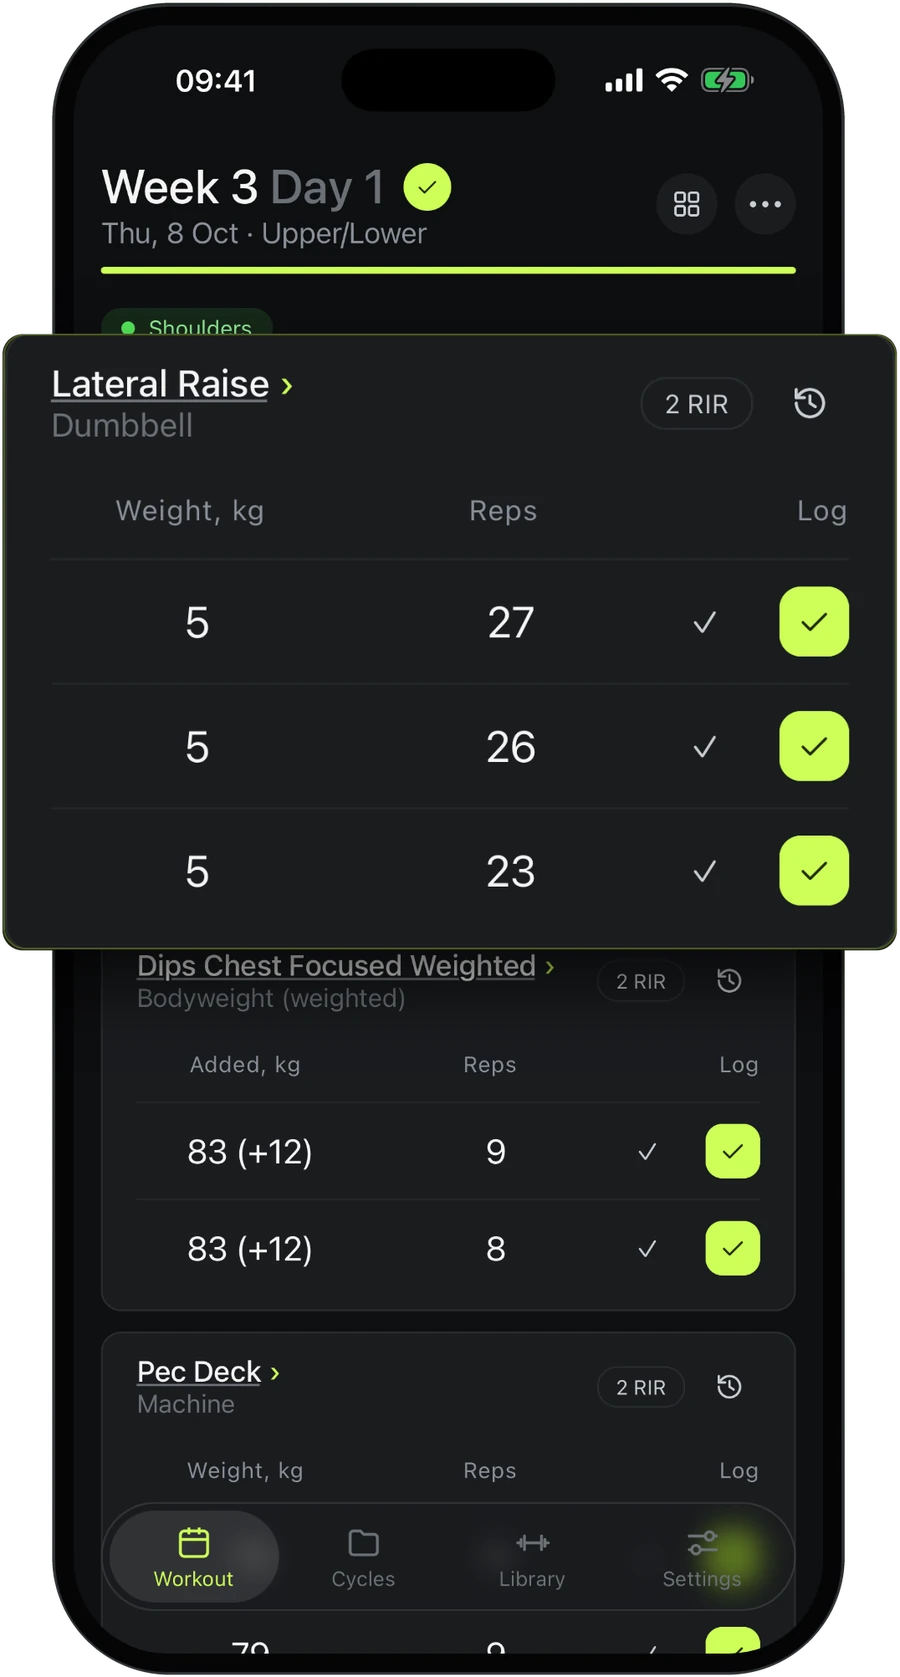 09:41
Week 3 Day 1
Thu, 8 Oct · Upper/Lower
Shoulders
Lateral Raise ›
Dumbbell
2 RIR
Weight, kg Reps Log
5 27
5 26
5 23
Dips Chest Focused Weighted ›
Bodyweight (weighted)
2 RIR
Added, kg Reps Log
83 (+12) 9
83 (+12) 8
Pec Deck ›
Machine
2 RIR
Weight, kg Reps Log
Workout Cycles Library Settings